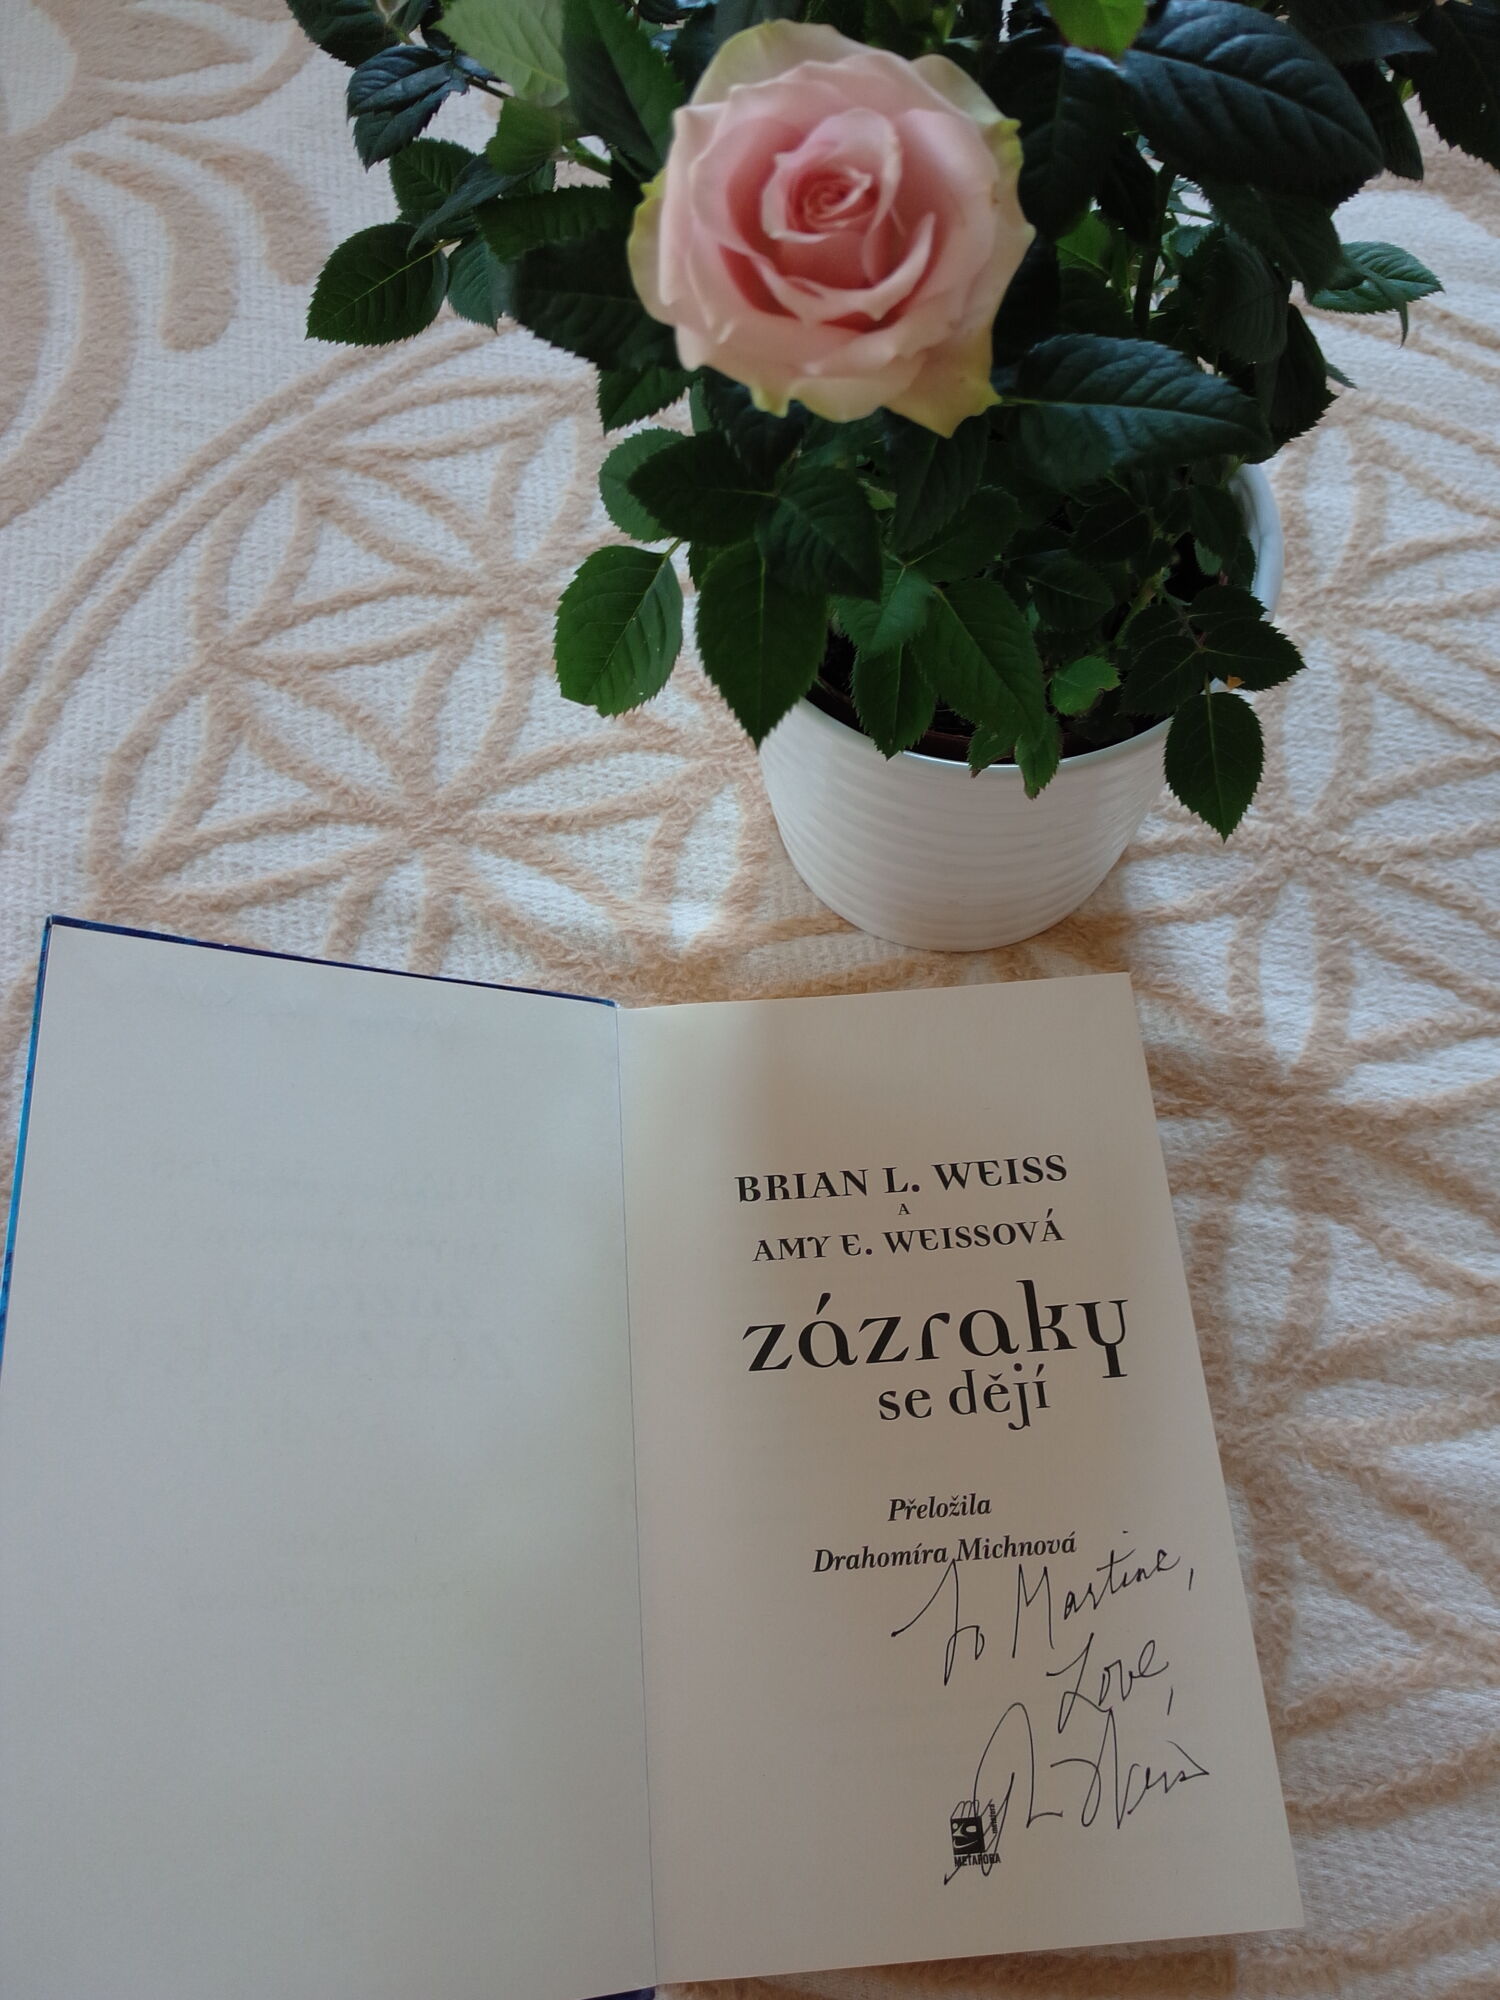 BRIAN L. WEISS
A
AMY E. WEISSOVÁ
zázraky
se dějí
Přeložila
Drahomíra Michnová
To Martina,
Love,
METAFORA